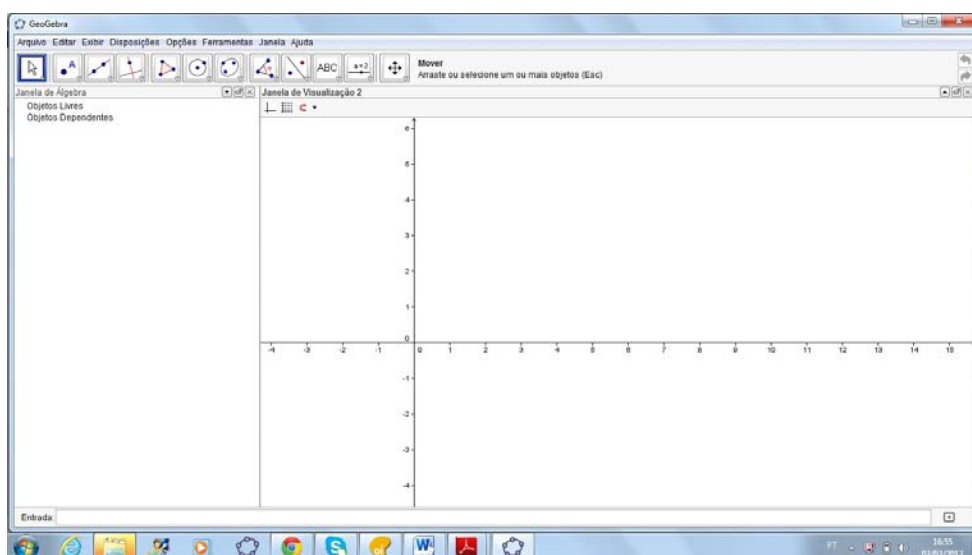 GeoGebra
Arquivo Editar Exibir Disposições Opções Ferramentas Janela Ajuda
A
ABC
a=2
Mover
Arraste ou selecione um ou mais objetos (Esc)
Janela de Álgebra
Janela de Visualização 2
Objetos Livres
Objetos Dependentes
6
5
4
3
2
1
0
-4 -3 -2 -1 0 1 2 3 4 5 6 7 8 9 10 11 12 13 14 15
-1
-2
-3
-4
Entrada:
PT
16:55